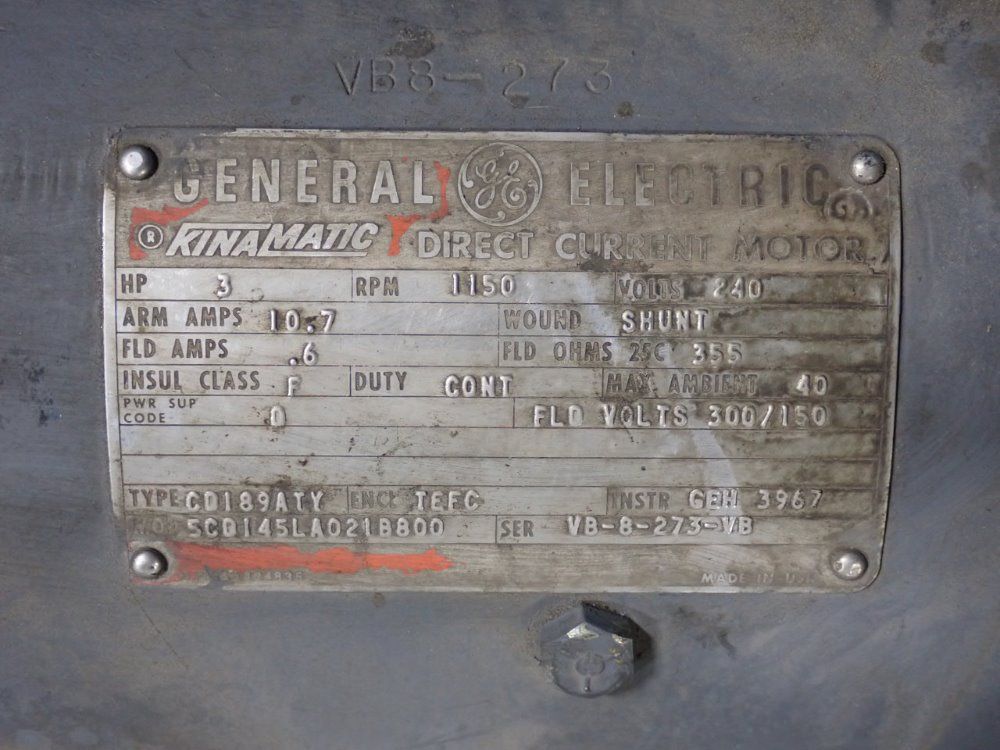 VB8-273
GENERAL GE ELECTRIC
® KINAMATIC DIRECT CURRENT MOTOR
HP 3 RPM 1150 VOLTS 240
ARM AMPS 10.7 WOUND SHUNT
FLD AMPS .6 FLD OHMS 25C 355
INSUL CLASS F DUTY CONT MAX AMBIENT 40
PWR SUP CODE 0 FLD VOLTS 300/150
TYPE CD189ATY ENCL TEFC INSTR GEH 3967
5CD145LA021B800 SER VB-8-273-VB
MADE IN USA